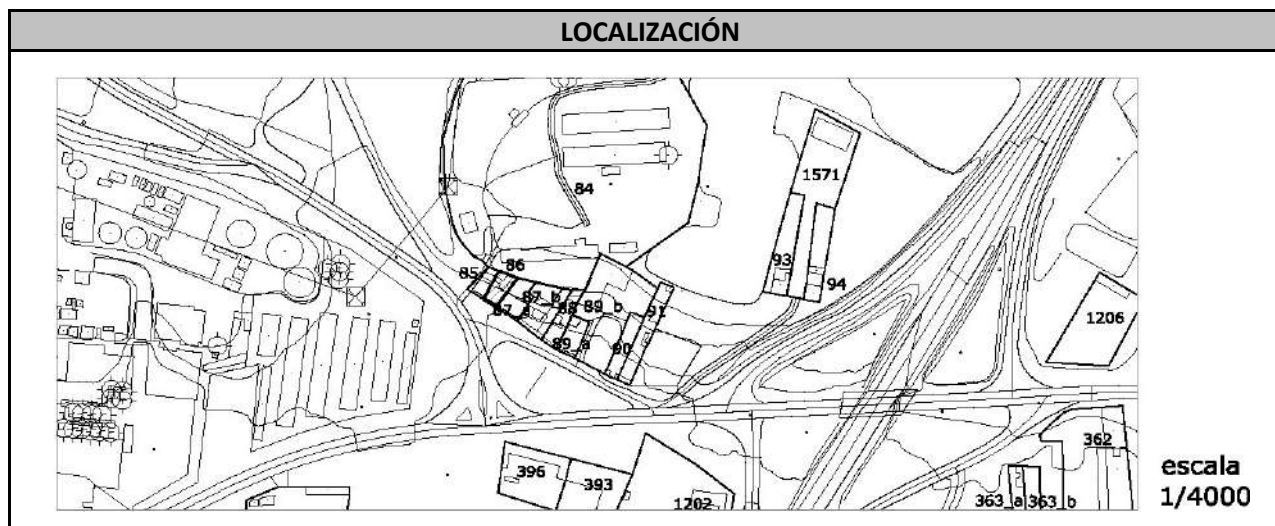 LOCALIZACIÓN
1571
84
93
94
86
85
87_b
87_a
88
89_b
91
89_a
90
1206
362
396
393
1202
363_a 363_b
escala
1/4000